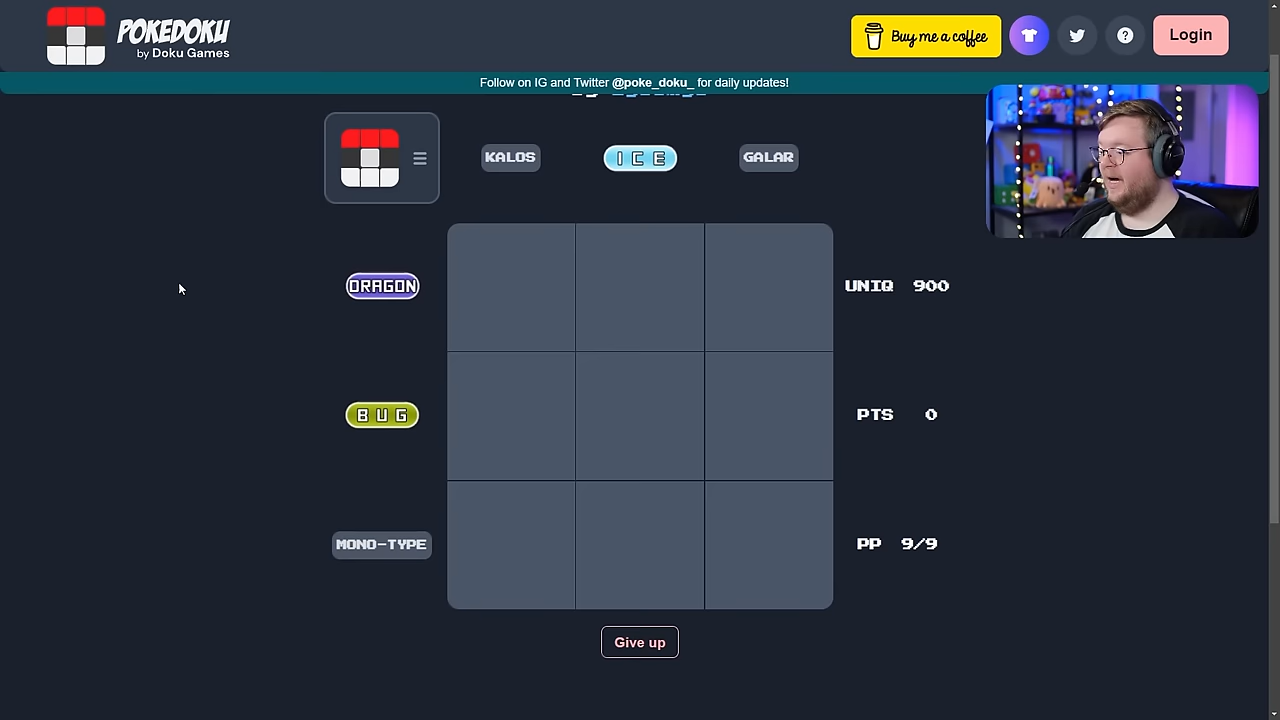 POKEDOKU
by Doku Games
Buy me a coffee
?
Login
Follow on IG and Twitter @poke_doku_ for daily updates!
KALOS
ICE
GALAR
DRAGON
UNIQ 900
BUG
PTS 0
MONO-TYPE
PP 9/9
Give up